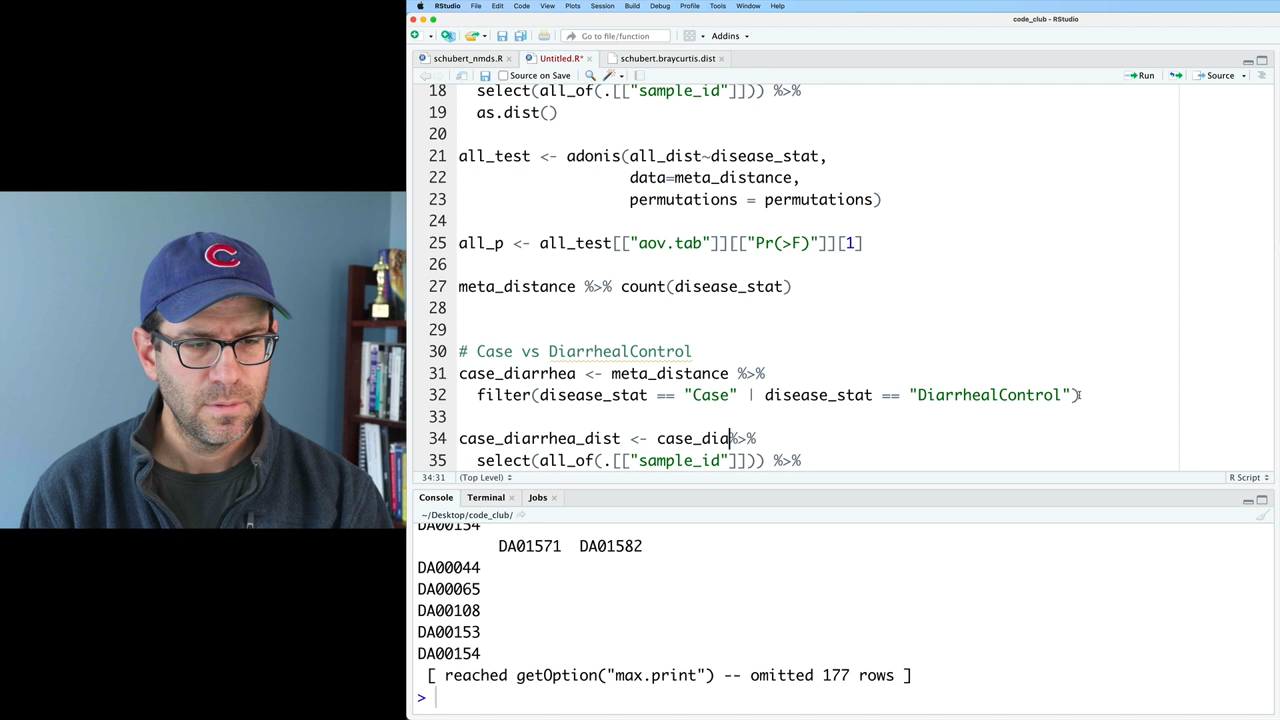 RStudio File Edit Code View Plots Session Build Debug Profile Tools Window Help
code_club - RStudio
Go to file/function Addins
schubert_nmds.R Untitled.R* schubert.braycurtis.dist
Source on Save Run Source
18 select(all_of(.[["sample_id"]])) %>%
19 as.dist()
20
21 all_test <- adonis(all_dist~disease_stat,
22 data=meta_distance,
23 permutations = permutations)
24
25 all_p <- all_test[["aov.tab"]][["Pr(>F)"]][1]
26
27 meta_distance %>% count(disease_stat)
28
29
30 # Case vs DiarrhealControl
31 case_diarrhea <- meta_distance %>%
32 filter(disease_stat == "Case" | disease_stat == "DiarrhealControl")
33
34 case_diarrhea_dist <- case_dia%>%
35 select(all_of(.[["sample_id"]])) %>%
34:31 (Top Level) R Script
Console Terminal Jobs
~/Desktop/code_club/
DA00154
DA01571 DA01582
DA00044
DA00065
DA00108
DA00153
DA00154
[ reached getOption("max.print") -- omitted 177 rows ]
>